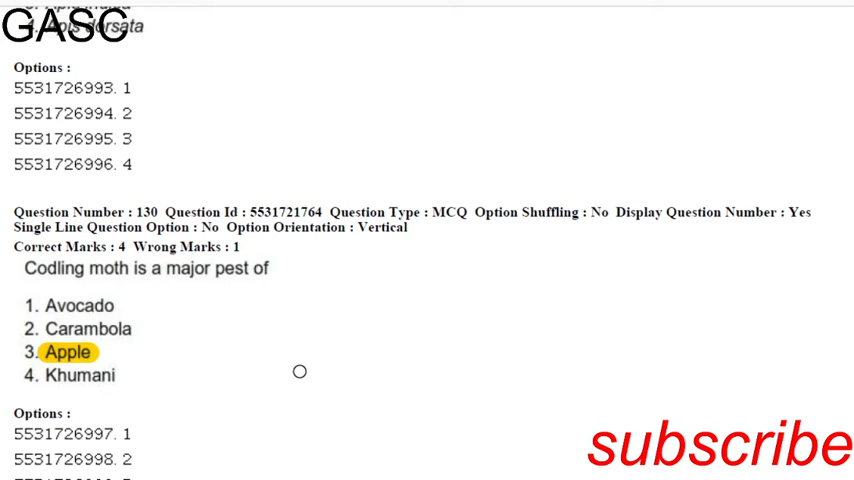 GASC
4. Apis dorsata
Options :
5531726993. 1
5531726994. 2
5531726995. 3
5531726996. 4
Question Number : 130 Question Id : 5531721764 Question Type : MCQ Option Shuffling : No Display Question Number : Yes
Single Line Question Option : No Option Orientation : Vertical
Correct Marks : 4 Wrong Marks : 1
Codling moth is a major pest of
1. Avocado
2. Carambola
3. Apple
4. Khumani
Options :
5531726997. 1
5531726998. 2
subscribe